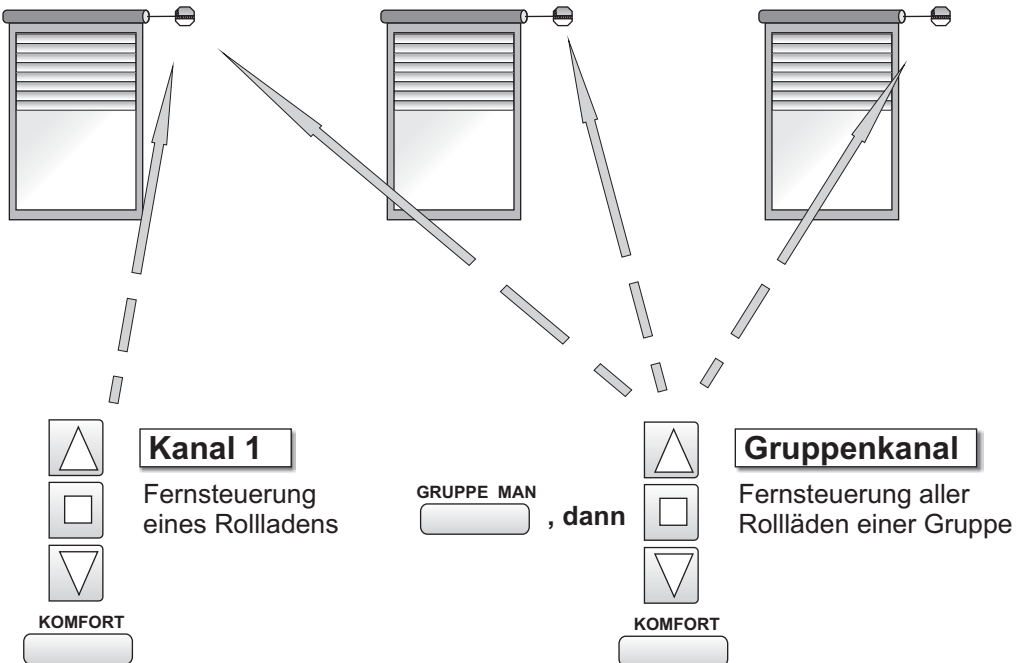 Kanal 1
Fernsteuerung
eines Rollladens
KOMFORT
GRUPPE MAN
, dann
Gruppenkanal
Fernsteuerung aller
Rollläden einer Gruppe
KOMFORT